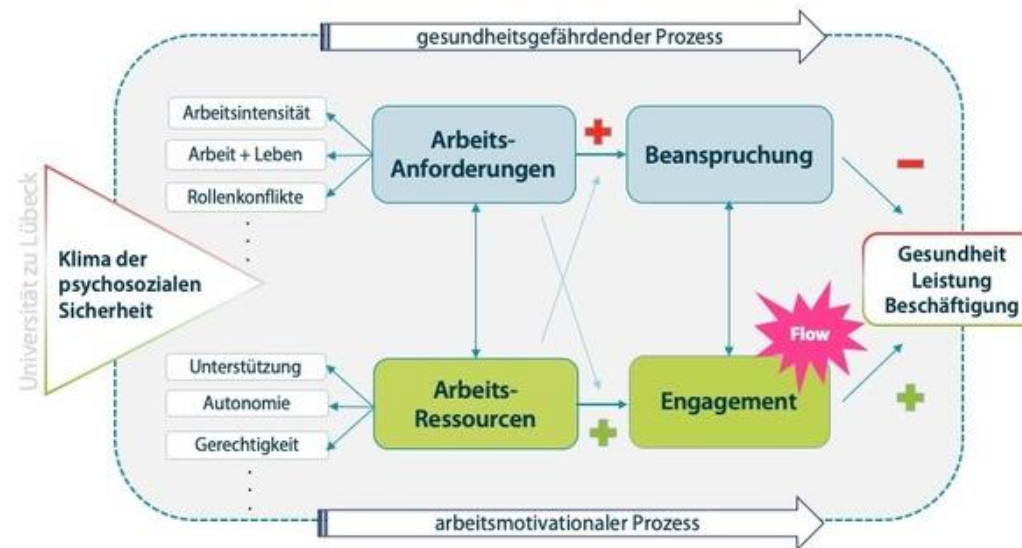 gesundheitsgefährdender Prozess
Arbeitsintensität
Arbeit + Leben
Rollenkonflikte
Arbeits-
Anforderungen
Beanspruchung
Universität zu Lübeck
Klima der
psychosozialen
Sicherheit
Gesundheit
Leistung
Beschäftigung
Flow
Unterstützung
Autonomie
Gerechtigkeit
Arbeits-
Ressourcen
Engagement
arbeitsmotivationaler Prozess